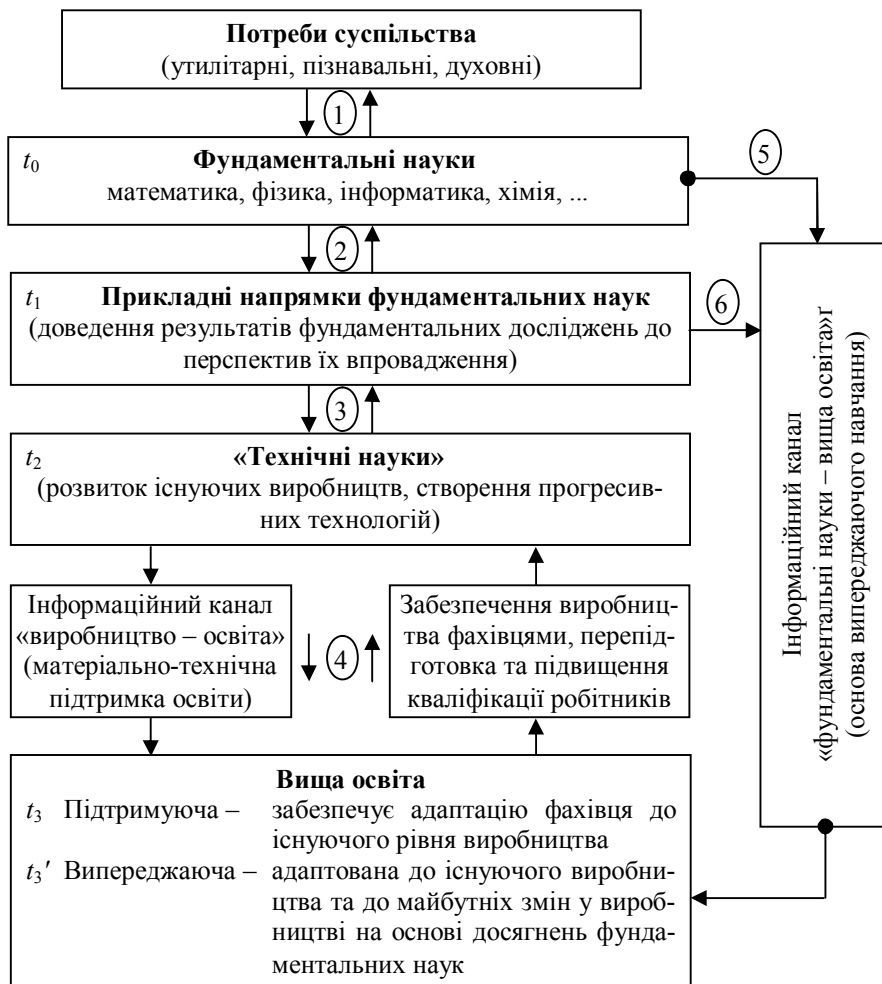 Потреби суспільства
(утилітарні, пізнавальні, духовні)
1
t0 Фундаментальні науки
математика, фізика, інформатика, хімія, ...
5
2
t1 Прикладні напрямки фундаментальних наук
(доведення результатів фундаментальних досліджень до
перспектив їх впровадження)
6
3
t2 «Технічні науки»
(розвиток існуючих виробництв, створення прогресив-
них технологій)
Інформаційний канал
«виробництво – освіта»
(матеріально-технічна
підтримка освіти)
4
Забезпечення виробниц-
тва фахівцями, перепід-
готовка та підвищення
кваліфікації робітників
Інформаційний канал
«фундаментальні науки – вища освіта»ґ
(основа випереджаючого навчання)
Вища освіта
t3 Підтримуюча – забезпечує адаптацію фахівця до
існуючого рівня виробництва
t3′ Випереджаюча – адаптована до існуючого виробни-
цтва та до майбутніх змін у вироб-
ництві на основі досягнень фунда-
ментальних наук